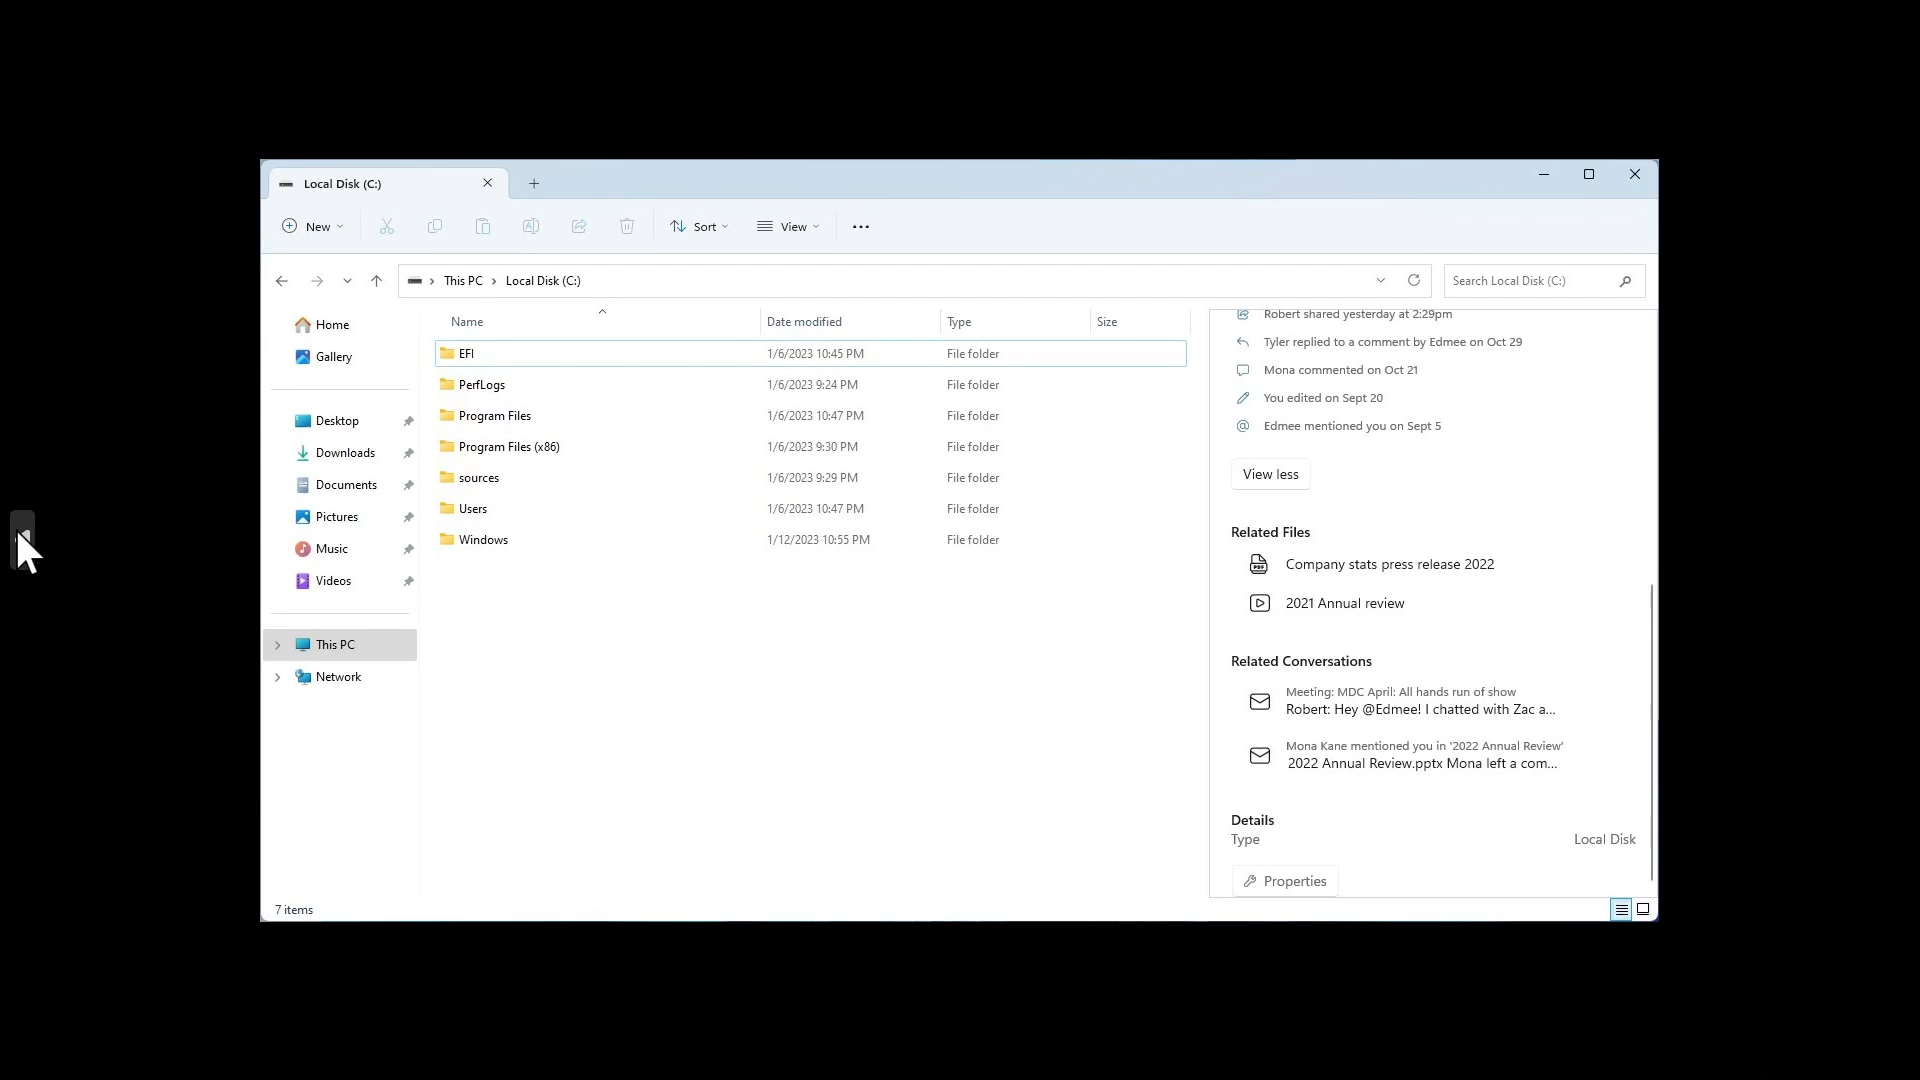 Local Disk (C:)
New
Sort
View
This PC
Local Disk (C:)
Search Local Disk (C:)
Home
Gallery
Desktop
Downloads
Documents
Pictures
Music
Videos
This PC
Network
Name Date modified Type Size
EFI 1/6/2023 10:45 PM File folder
PerfLogs 1/6/2023 9:24 PM File folder
Program Files 1/6/2023 10:47 PM File folder
Program Files (x86) 1/6/2023 9:30 PM File folder
sources 1/6/2023 9:29 PM File folder
Users 1/6/2023 10:47 PM File folder
Windows 1/12/2023 10:55 PM File folder
Robert shared yesterday at 2:29pm
Tyler replied to a comment by Edmee on Oct 29
Mona commented on Oct 21
You edited on Sept 20
Edmee mentioned you on Sept 5
View less
Related Files
PDF
Company stats press release 2022
2021 Annual review
Related Conversations
Meeting: MDC April: All hands run of show
Robert: Hey @Edmee! I chatted with Zac a...
Mona Kane mentioned you in '2022 Annual Review'
2022 Annual Review.pptx Mona left a com...
Details
Type Local Disk
Properties
7 items